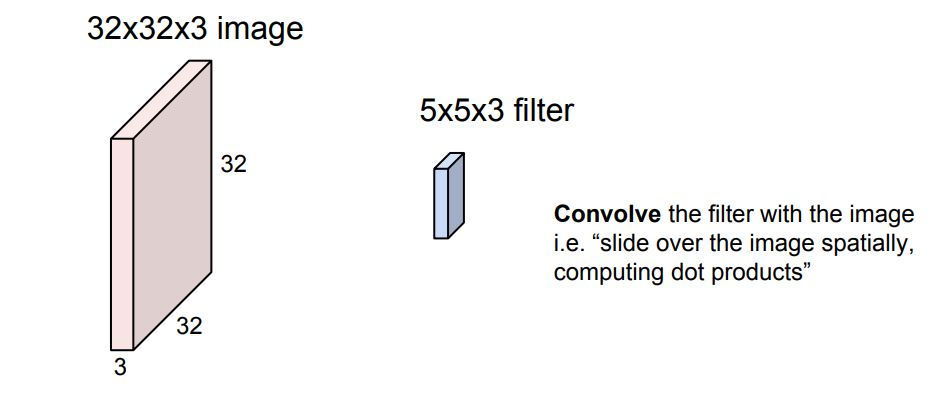 32x32x3 image
32
32
3
5x5x3 filter
Convolve the filter with the image
i.e. “slide over the image spatially,
computing dot products”